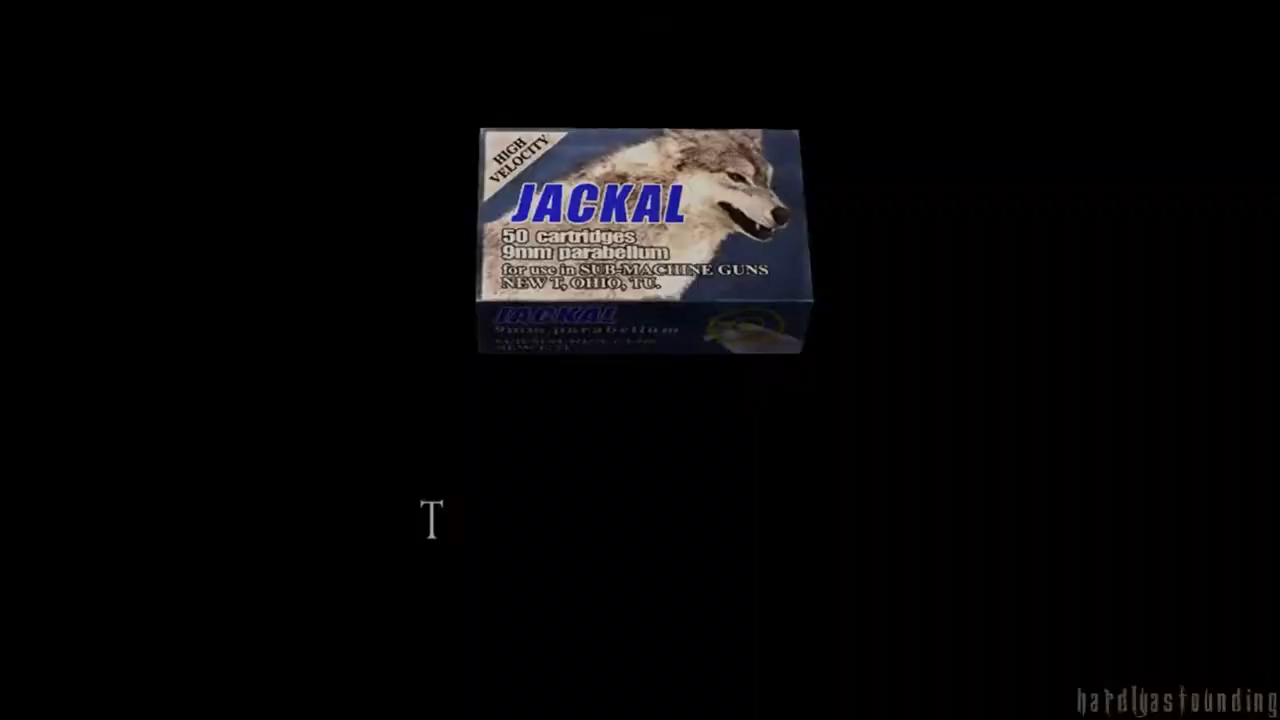 HIGH
VELOCITY
JACKAL
50 cartridges
9mm parabellum
for use in SUB-MACHINE GUNS
NEW T, OHIO, TU.
JACKAL
9mm parabellum
T
hardlyastounding